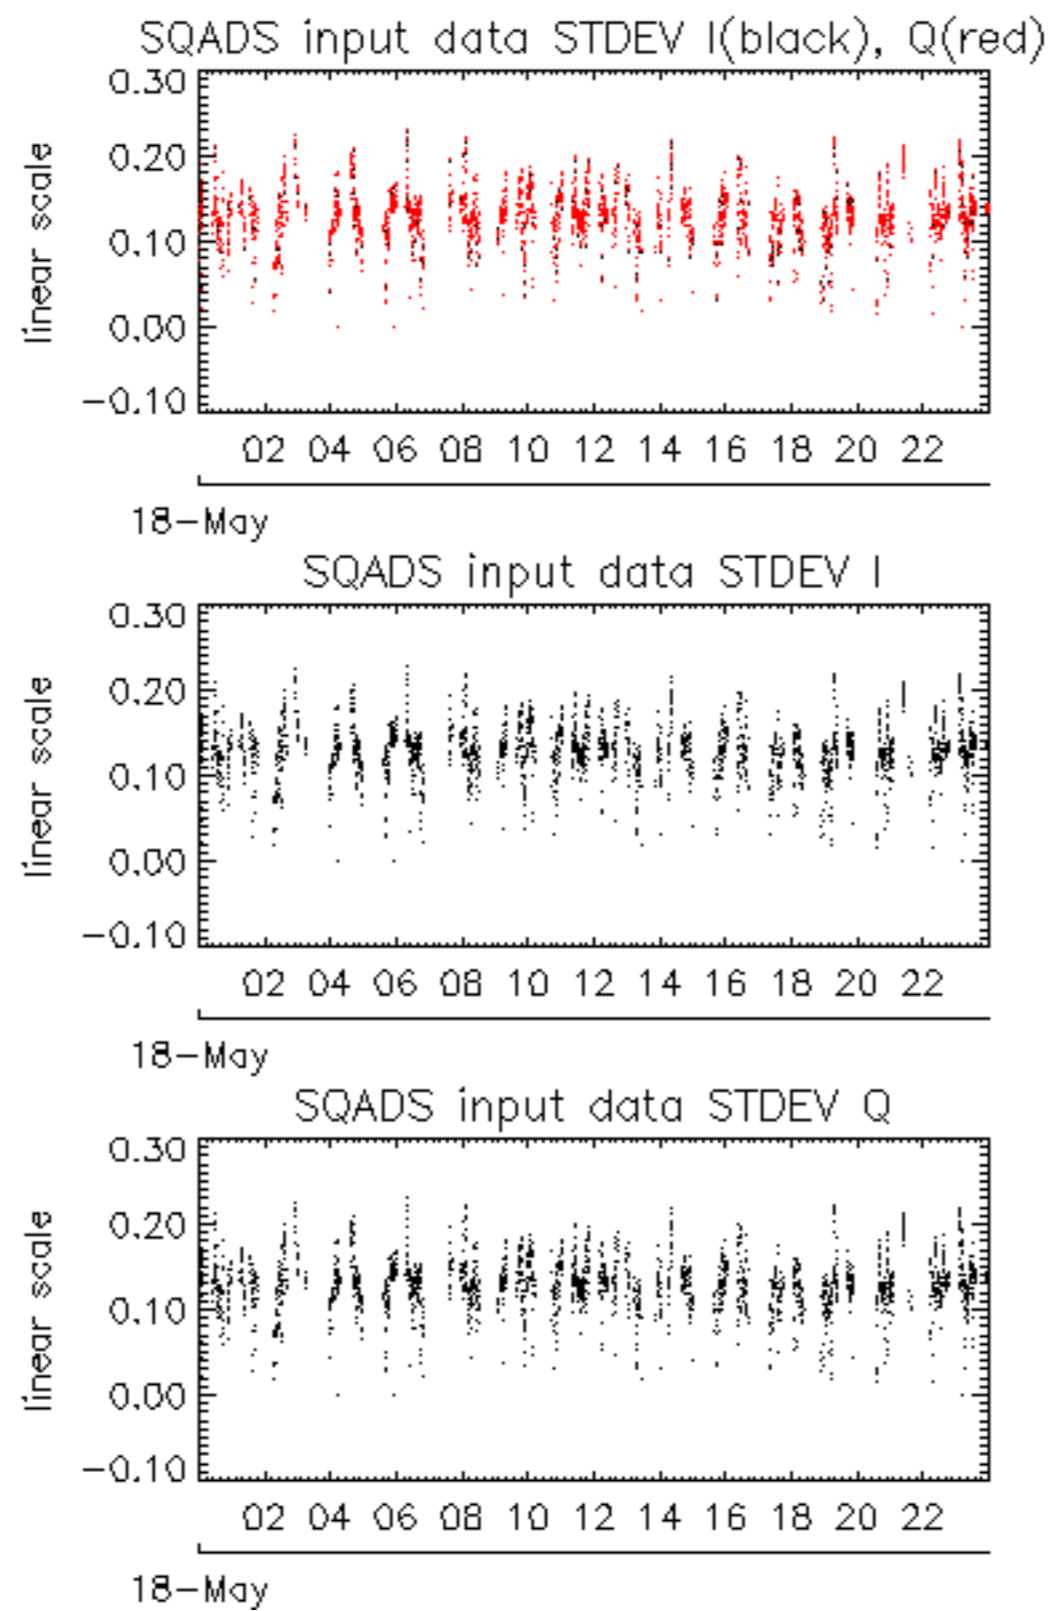 SQADS input data STDEV I(black), Q(red)
0.30
0.20
0.10
0.00
-0.10
linear scale
02 04 06 08 10 12 14 16 18 20 22
18-May
SQADS input data STDEV I
0.30
0.20
0.10
0.00
-0.10
linear scale
02 04 06 08 10 12 14 16 18 20 22
18-May
SQADS input data STDEV Q
0.30
0.20
0.10
0.00
-0.10
linear scale
02 04 06 08 10 12 14 16 18 20 22
18-May